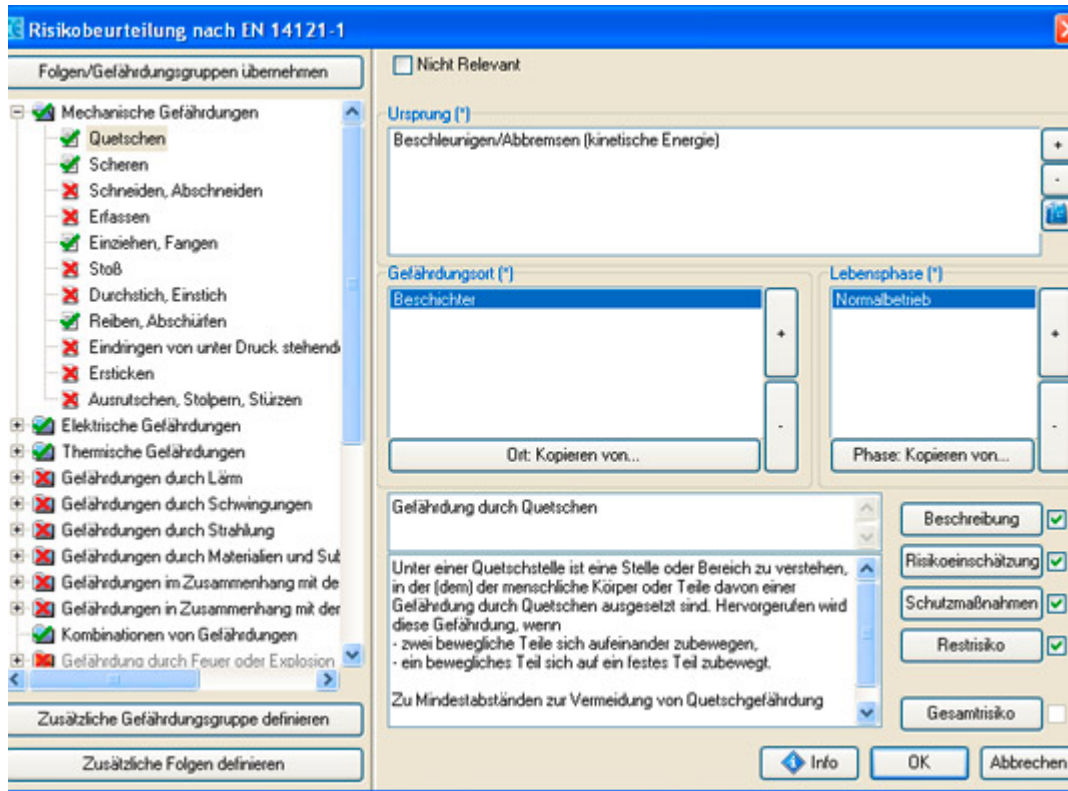 Risikobeurteilung nach EN 14121-1
Folgen/Gefährdungsgruppen übernehmen
Mechanische Gefährdungen
Quetschen
Scheren
Schneiden, Abschneiden
Erfassen
Einziehen, Fangen
Stoß
Durchstich, Einstich
Reiben, Abschürfen
Eindringen von unter Druck stehende
Ersticken
Ausrutschen, Stolpern, Stürzen
Elektrische Gefährdungen
Thermische Gefährdungen
Gefährdungen durch Lärm
Gefährdungen durch Schwingungen
Gefährdungen durch Strahlung
Gefährdungen durch Materialien und Sub
Gefährdungen im Zusammenhang mit de
Gefährdungen in Zusammenhang mit der
Kombinationen von Gefährdungen
Gefährdung durch Feuer oder Explosion
Zusätzliche Gefährdungsgruppe definieren
Zusätzliche Folgen definieren
Nicht Relevant
Ursprung (*)
Beschleunigen/Abbremsen (kinetische Energie)
+
-
Gefährdungsort (*)
Beschichter
+
-
Ort: Kopieren von...
Lebensphase (*)
Normalbetrieb
+
-
Phase: Kopieren von...
Gefährdung durch Quetschen
Unter einer Quetschstelle ist eine Stelle oder Bereich zu verstehen,
in der (dem) der menschliche Körper oder Teile davon einer
Gefährdung durch Quetschen ausgesetzt sind. Hervorgerufen wird
diese Gefährdung, wenn
- zwei bewegliche Teile sich aufeinander zubewegen,
- ein bewegliches Teil sich auf ein festes Teil zubewegt.
Zu Mindestabständen zur Vermeidung von Quetschgefährdung
Beschreibung
Risikoeinschätzung
Schutzmaßnahmen
Restrisiko
Gesamtrisiko
Info
OK
Abbrechen